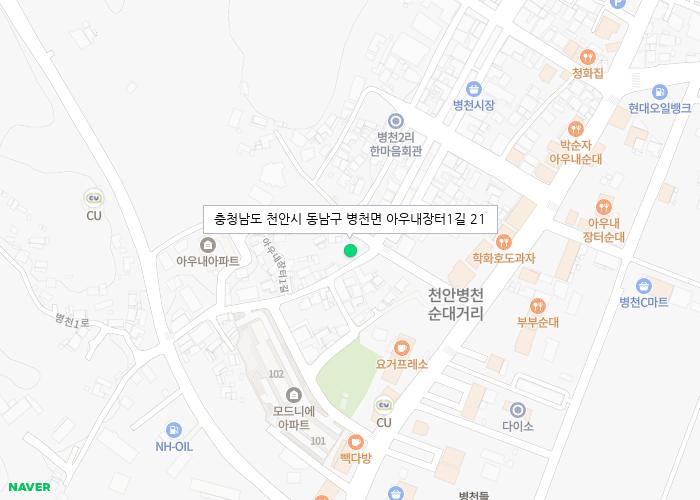 P
청화집
병천시장
현대오일뱅크
병천2리
한마음회관
박순자
아우내순대
CU
충청남도 천안시 동남구 병천면 아우내장터1길 21
아우내
장터순대
아우내아파트
아우내장터1길
학화호도과자
천안병천
순대거리
병천C마트
병천1로
부부순대
요거프레소
102
모드니에
아파트
CU
다이소
101
NH-OIL
빽다방
병천들
NAVER